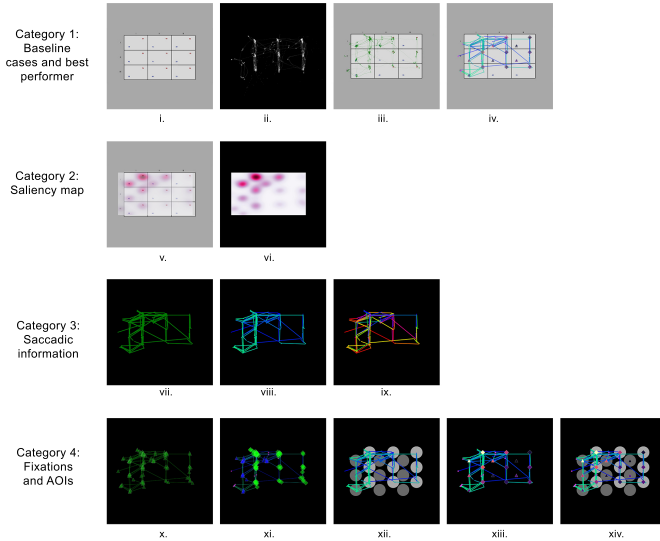 Category 1:
Baseline
cases and best
performer
i.
ii.
iii.
iv.
Category 2:
Saliency map
v.
vi.
Category 3:
Saccadic
information
vii.
viii.
ix.
Category 4:
Fixations
and AOIs
x.
xi.
xii.
xiii.
xiv.